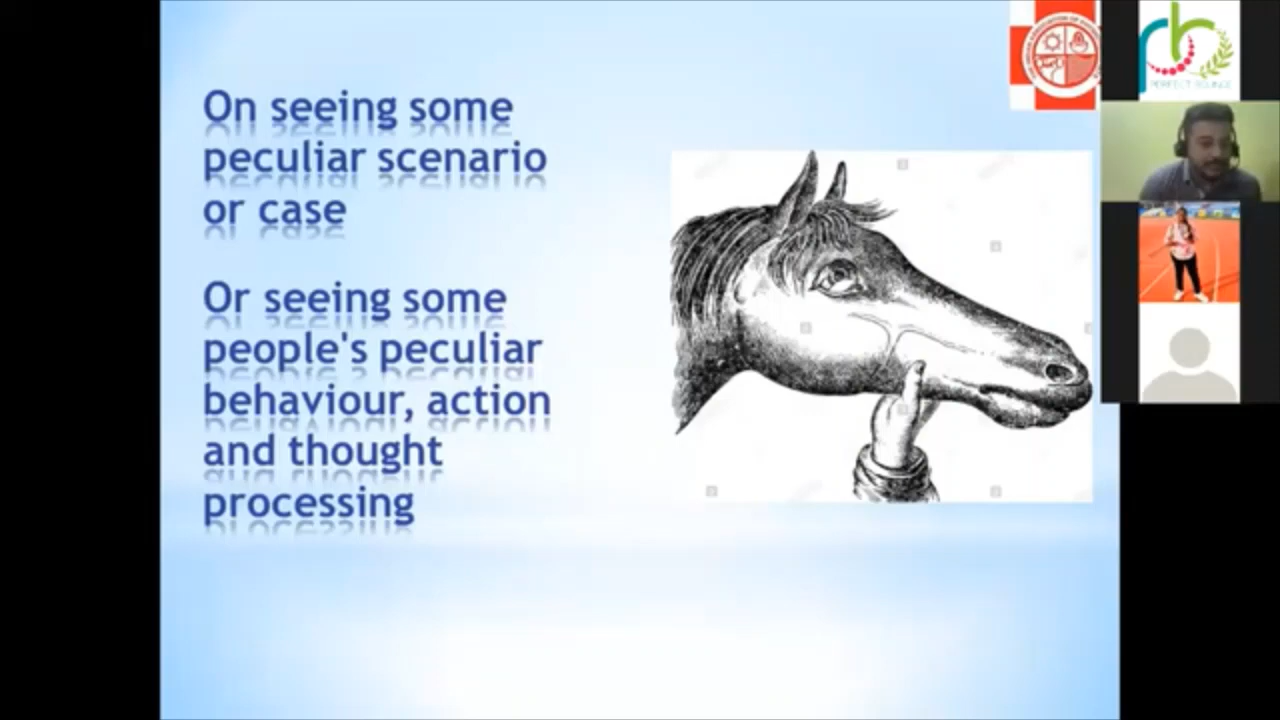 On seeing some
peculiar scenario
or case
Or seeing some
people's peculiar
behaviour, action
and thought
processing